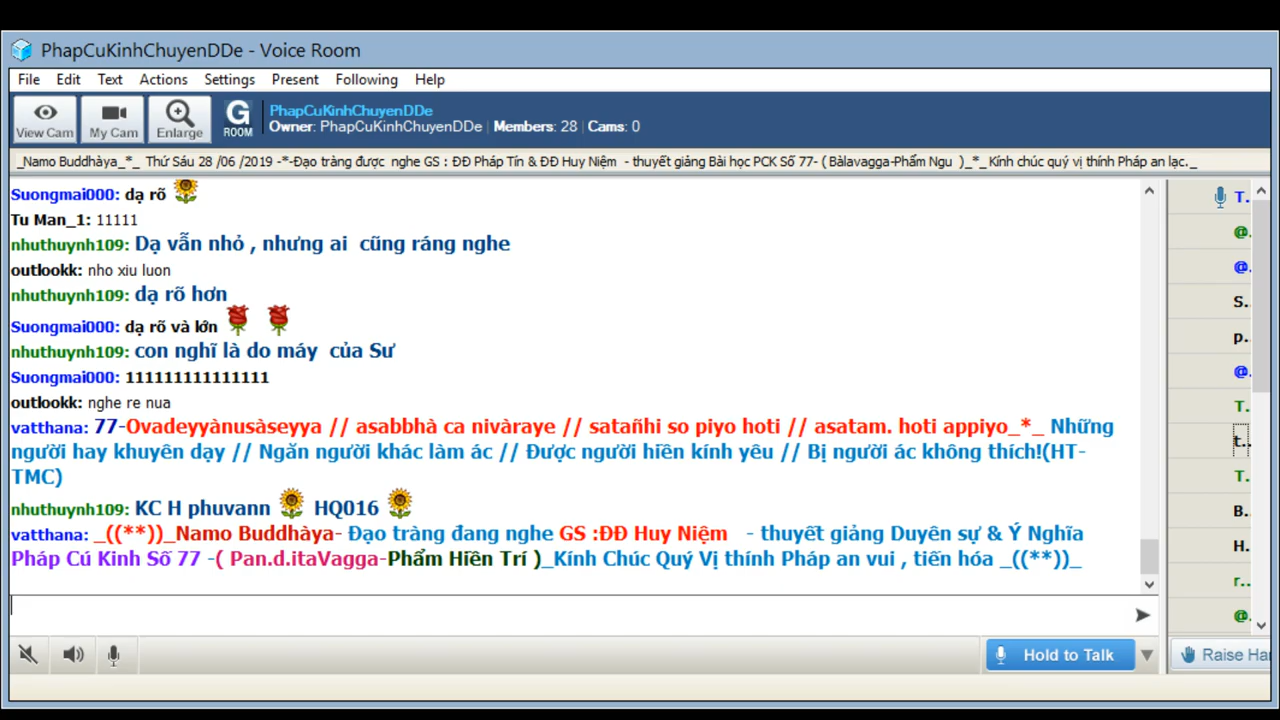 PhapCuKinhChuyenDDe - Voice Room
File Edit Text Actions Settings Present Following Help
View Cam My Cam Enlarge G ROOM
PhapCuKinhChuyenDDe
Owner: PhapCuKinhChuyenDDe | Members: 28 | Cams: 0
_Namo Buddhàya_*_ Thứ Sáu 28 /06 /2019 -*-Đạo tràng được nghe GS : ĐĐ Pháp Tín & ĐĐ Huy Niệm - thuyết giảng Bài học PCK Số 77- ( Bàlavagga-Phẩm Ngu )_*_Kính chúc quý vị thính Pháp an lạc._
Suongmai000: dạ rõ
Tu Man_1: 11111
nhuthuynh109: Dạ vẫn nhỏ , nhưng ai cũng ráng nghe
outlookk: nho xiu luon
nhuthuynh109: dạ rõ hơn
Suongmai000: dạ rõ và lớn
nhuthuynh109: con nghĩ là do máy của Sư
Suongmai000: 111111111111111
outlookk: nghe re nua
vatthana: 77-Ovadeyyànusàseyya // asabbhà ca nivàraye // satañhi so piyo hoti // asatam. hoti appiyo_*_ Những
người hay khuyên dạy // Ngăn người khác làm ác // Được người hiền kính yêu // Bị người ác không thích!(HT-
TMC)
nhuthuynh109: KC H phuvann HQ016
vatthana: _((**))_Namo Buddhàya- Đạo tràng đang nghe GS :ĐĐ Huy Niệm - thuyết giảng Duyên sự & Ý Nghĩa
Pháp Cú Kinh Số 77 -( Pan.d.itaVagga-Phẩm Hiền Trí )_Kính Chúc Quý Vị thính Pháp an vui , tiến hóa _((**))_
T.
@.
@.
S.
p.
@.
T.
t..
T.
B.
H.
r..
@.
Hold to Talk
Raise Han